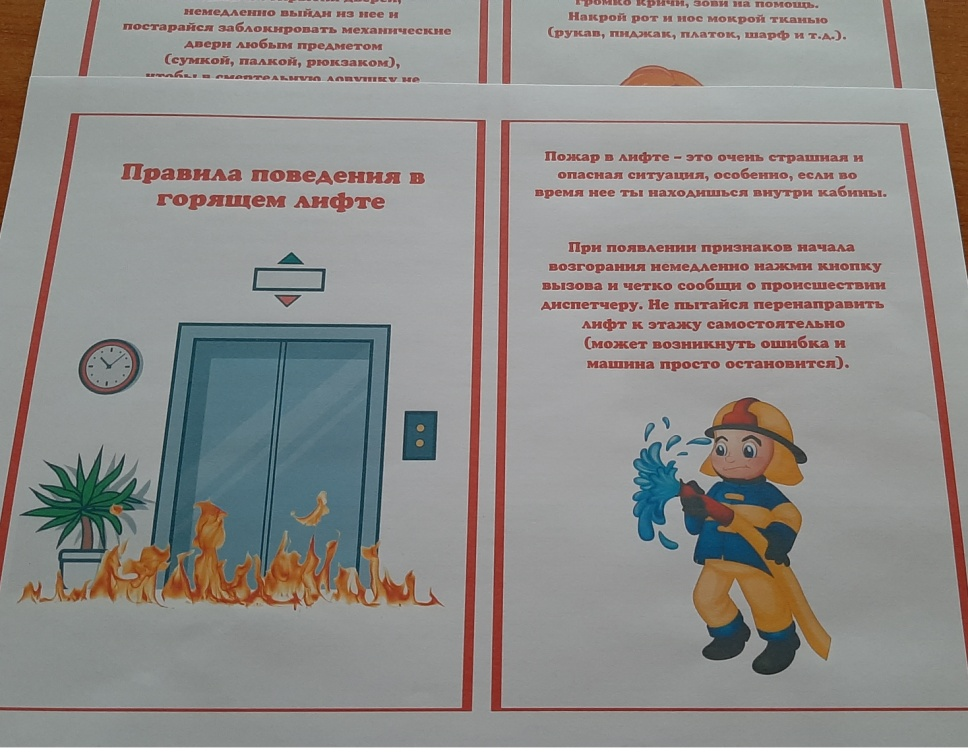 немедленно выйди из нее и
постарайся заблокировать механические
двери любым предметом
(сумкой, палкой, рюкзаком),
чтобы в смертельную ловушку не
громко кричи, зови на помощь.
Накрой рот и нос мокрой тканью
(рукав, пиджак, платок, шарф и т.д.).
Правила поведения в
горящем лифте
Пожар в лифте – это очень страшная и
опасная ситуация, особенно, если во
время нее ты находишься внутри кабины.
При появлении признаков начала
возгорания немедленно нажми кнопку
вызова и четко сообщи о происшествии
диспетчеру. Не пытайся перенаправить
лифт к этажу самостоятельно
(может возникнуть ошибка и
машина просто остановится).